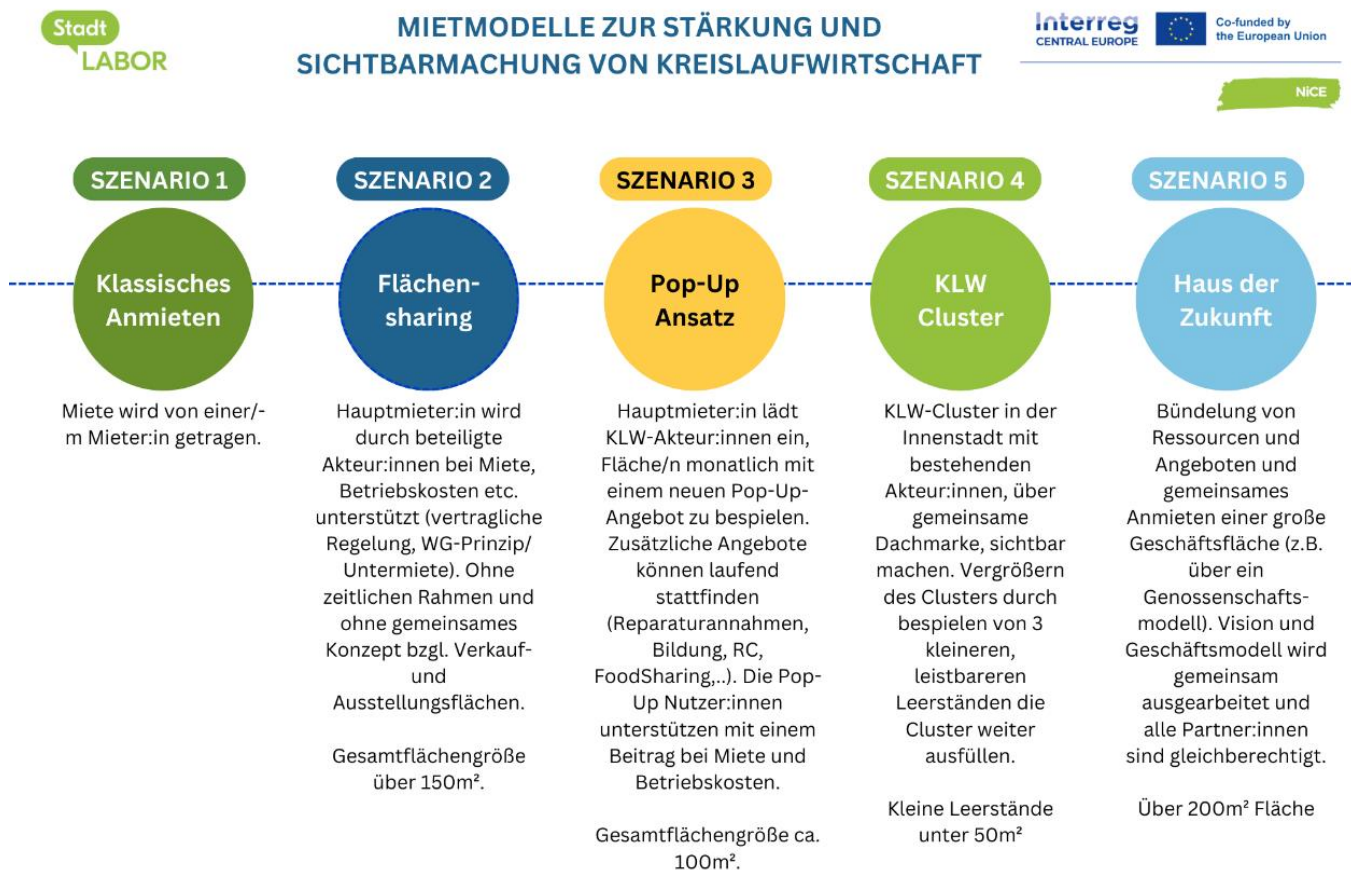 Stadt
LABOR
MIETMODELLE ZUR STÄRKUNG UND
SICHTBARMACHUNG VON KREISLAUFWIRTSCHAFT
Interreg
CENTRAL EUROPE
Co-funded by
the European Union
NiCE
SZENARIO 1
Klassisches
Anmieten
Miete wird von einer/-
m Mieter:in getragen.
SZENARIO 2
Flächen-
sharing
Hauptmieter:in wird
durch beteiligte
Akteur:innen bei Miete,
Betriebskosten etc.
unterstützt (vertragliche
Regelung, WG-Prinzip/
Untermiete). Ohne
zeitlichen Rahmen und
ohne gemeinsames
Konzept bzgl. Verkauf-
und
Ausstellungsflächen.
Gesamtflächengröße
über 150m².
SZENARIO 3
Pop-Up
Ansatz
Hauptmieter:in lädt
KLW-Akteur:innen ein,
Fläche/n monatlich mit
einem neuen Pop-Up-
Angebot zu bespielen.
Zusätzliche Angebote
können laufend
stattfinden
(Reparaturannahmen,
Bildung, RC,
FoodSharing,..). Die Pop-
Up Nutzer:innen
unterstützen mit einem
Beitrag bei Miete und
Betriebskosten.
Gesamtflächengröße ca.
100m².
SZENARIO 4
KLW
Cluster
KLW-Cluster in der
Innenstadt mit
bestehenden
Akteur:innen, über
gemeinsame
Dachmarke, sichtbar
machen. Vergrößern
des Clusters durch
bespielen von 3
kleineren,
leistbareren
Leerständen die
Cluster weiter
ausfüllen.
Kleine Leerstände
unter 50m²
SZENARIO 5
Haus der
Zukunft
Bündelung von
Ressourcen und
Angeboten und
gemeinsames
Anmieten einer große
Geschäftsfläche (z.B.
über ein
Genossenschafts-
modell). Vision und
Geschäftsmodell wird
gemeinsam
ausgearbeitet und
alle Partner:innen
sind gleichberechtigt.
Über 200m² Fläche